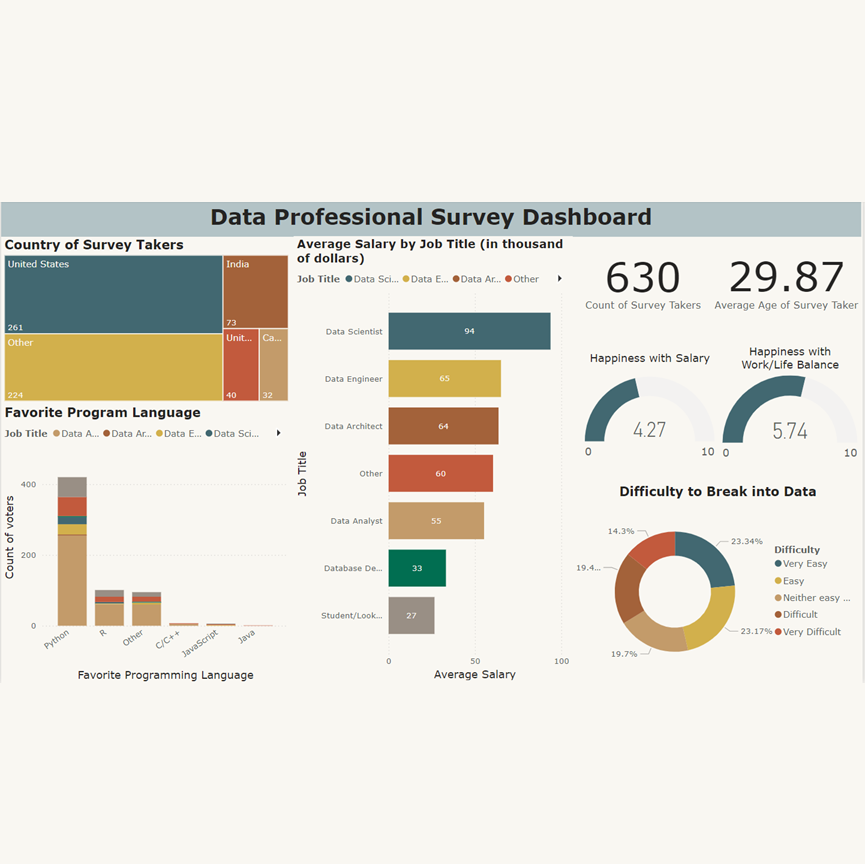 Data Professional Survey Dashboard
Country of Survey Takers
United States
261
Other
224
India
73
Unit...
40
Ca...
32
Favorite Program Language
Job Title Data A... Data Ar... Data E... Data Sci...
Count of voters
400
200
0
Python
R
Other
C/C++
JavaScript
Java
Favorite Programming Language
Average Salary by Job Title (in thousand
of dollars)
Job Title Data Sci... Data E... Data Ar... Other
Job Title
Data Scientist 94
Data Engineer 65
Data Architect 64
Other 60
Data Analyst 55
Database De... 33
Student/Look... 27
0 50 100
Average Salary
630
Count of Survey Takers
29.87
Average Age of Survey Taker
Happiness with Salary
4.27
0 10
Happiness with
Work/Life Balance
5.74
0 10
Difficulty to Break into Data
14.3%
23.34%
19.4...
23.17%
19.7%
Difficulty
Very Easy
Easy
Neither easy ...
Difficult
Very Difficult